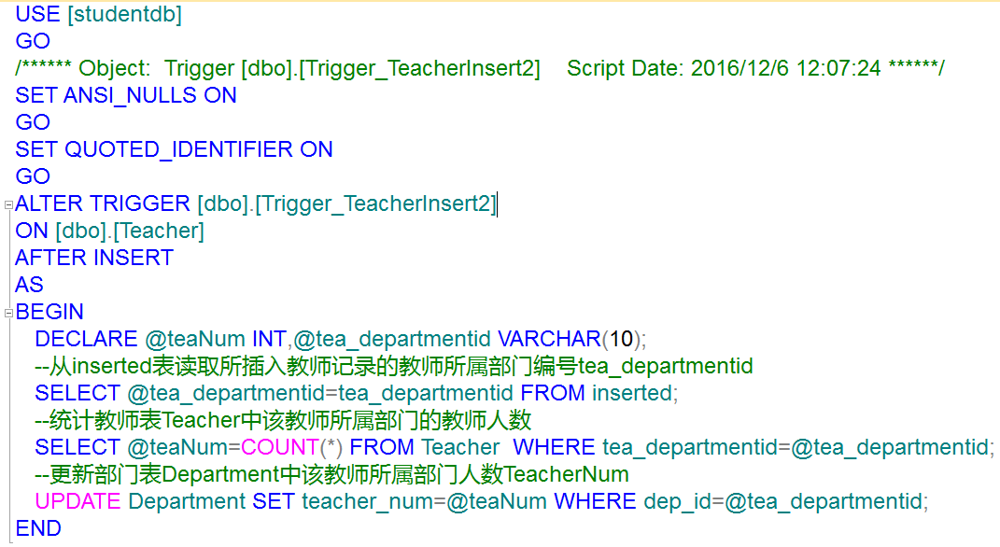 USE [studentdb]
GO
/****** Object:  Trigger [dbo].[Trigger_TeacherInsert2]    Script Date: 2016/12/6 12:07:24 ******/
SET ANSI_NULLS ON
GO
SET QUOTED_IDENTIFIER ON
GO
ALTER TRIGGER [dbo].[Trigger_TeacherInsert2]
ON [dbo].[Teacher]
AFTER INSERT
AS
BEGIN
DECLARE @teaNum INT,@tea_departmentid VARCHAR(10);
--从inserted表读取所插入教师记录的教师所属部门编号tea_departmentid
SELECT @tea_departmentid=tea_departmentid FROM inserted;
--统计教师表Teacher中该教师所属部门的教师人数
SELECT @teaNum=COUNT(*) FROM Teacher  WHERE tea_departmentid=@tea_departmentid;
--更新部门表Department中该教师所属部门人数TeacherNum
UPDATE Department SET teacher_num=@teaNum WHERE dep_id=@tea_departmentid;
END